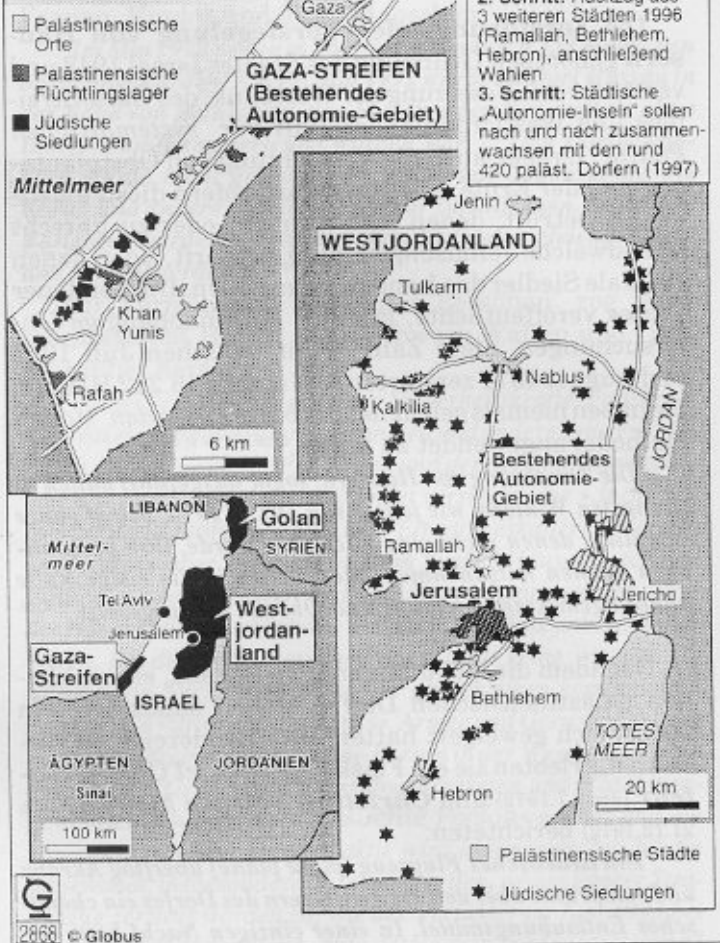 Gaza
Palästinensische
Orte
Palästinensische
Flüchtlingslager
Jüdische
Siedlungen
GAZA-STREIFEN
(Bestehendes
Autonomie-Gebiet)
Mittelmeer
Khan
Yunis
Rafah
6 km
2. Schritt:
3 weiteren Städten 1996
(Ramallah, Bethlehem,
Hebron), anschließend
Wahlen
3. Schritt: Städtische
„Autonomie-Inseln" sollen
nach und nach zusammen-
wachsen mit den rund
420 paläst. Dörfern (1997)
Jenin
WESTJORDANLAND
Tulkarm
Nablus
Kalkilia
JORDAN
Bestehendes
Autonomie-
Gebiet
Ramallah
Jerusalem
Jericho
Bethlehem
TOTES
MEER
Hebron
20 km
Palästinensische Städte
Jüdische Siedlungen
LIBANON
Golan
Mittel-
meer
SYRIEN
Tel Aviv
Jerusalem
West-
jordan-
land
Gaza-
Streifen
ISRAEL
ÄGYPTEN
Sinai
JORDANIEN
100 km
G
2868 © Globus